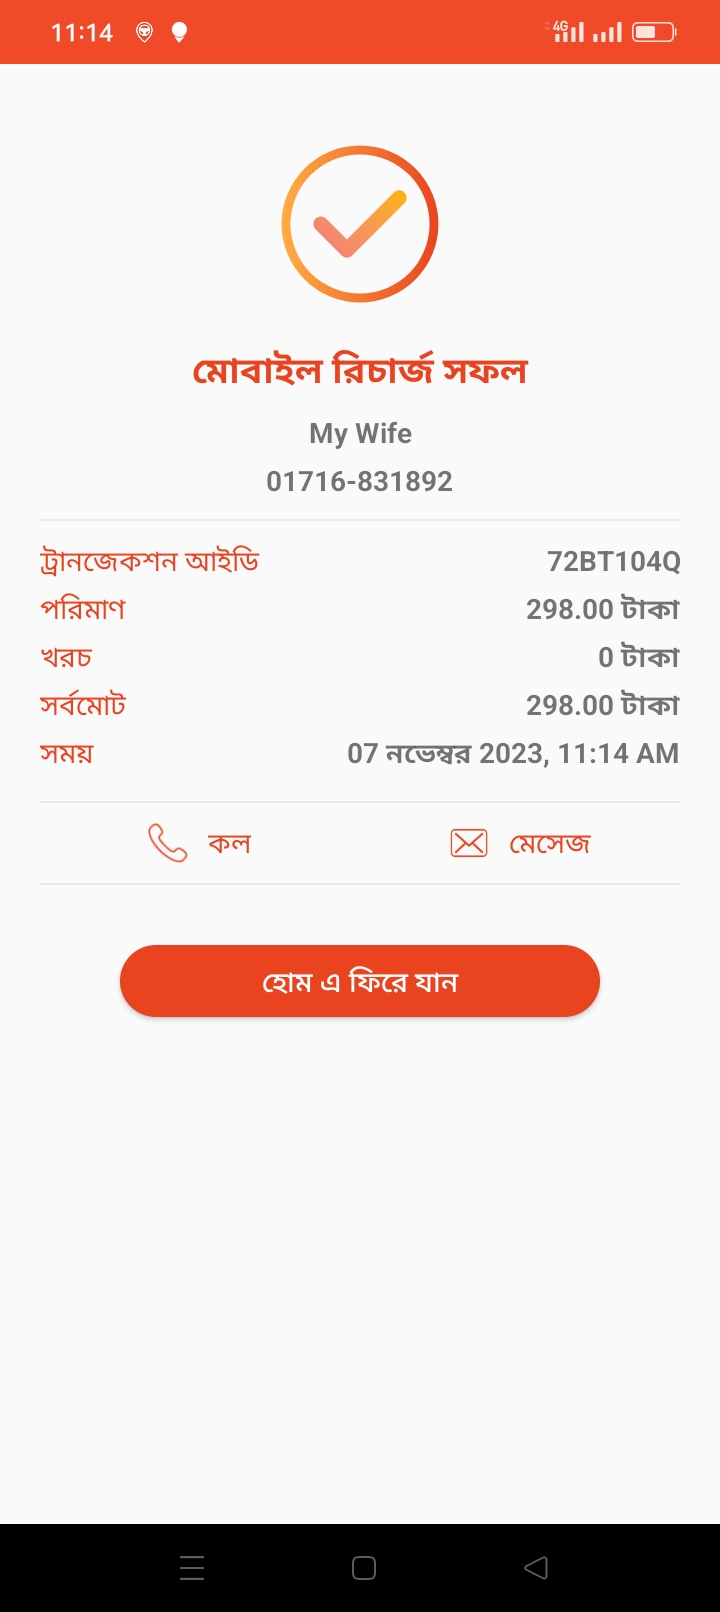 11:14
4G
মোবাইল রিচার্জ সফল
My Wife
01716-831892
ট্রানজেকশন আইডি 72BT104Q
পরিমাণ 298.00 টাকা
খরচ 0 টাকা
সর্বমোট 298.00 টাকা
সময় 07 নভেম্বর 2023, 11:14 AM
কল মেসেজ
হোম এ ফিরে যান